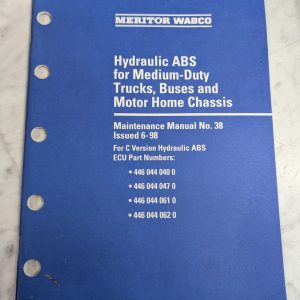 MERITOR WABCO
Hydraulic ABS
for Medium-Duty
Trucks, Buses and
Motor Home Chassis
Maintenance Manual No. 38
Issued 6-98
For C Version Hydraulic ABS
ECU Part Numbers:
• 446 044 040 0
• 446 044 047 0
• 446 044 061 0
• 446 044 062 0